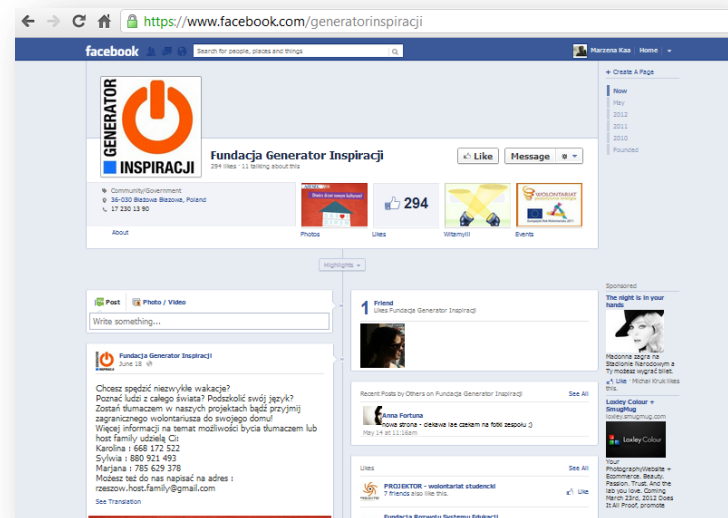 https://www.facebook.com/generatorinspiracji
facebook
Search for people, places and things
Marzena Kaa
Home
+ Create A Page
Now
May
2012
2011
2010
Founded
GENERATOR
INSPIRACJI
Fundacja Generator Inspiracji
294 likes · 11 talking about this
Like
Message
Community/Government
36-030 Błażowa Błażowa, Poland
17 230 13 90
About
Photos
294
Likes
Witamy!!!
WOLONTARIAT
Events
Highlights
Post
Photo / Video
Write something...
Fundacja Generator Inspiracji
June 18
Chcesz spędzić niezwykłe wakacje?
Poznać ludzi z całego świata? Podszkolić swój język?
Zostań tłumaczem w naszych projektach bądź przyjmij
zagranicznego wolontariusza do swojego domu!
Więcej informacji na temat możliwości bycia tłumaczem lub
host family udzielą Ci:
Karolina : 668 172 522
Sylwia : 880 921 493
Marjana : 785 629 378
Możesz też do nas napisać na adres :
rzeszow.host.family@gmail.com
See Translation
1 Friend
Likes Fundacja Generator Inspiracji
Recent Posts by Others on Fundacja Generator Inspiracji
See All
Anna Fortuna
nowa strona - ciekawa lae czekam na fotki zespołu ;)
May 14 at 11:16am
Likes
See All
PROJEKTOR - wolontariat studencki
7 friends also like this.
Like
Fundacja Rozwoju Systemu Edukacji
Sponsored
The night is in your
hands
Madonna zagra na
Stadionie Narodowym a
Ty możesz wygrać bilet.
Like · Michał Kruk likes
this.
Loxley Colour +
SmugMug
loxley.smugmug.com
Loxley Colour
Your
PhotographyWebsite +
Ecommerce. Beauty.
Passion. Trust. And the
lab you love. Coming
March 23rd, 2012 Does
It All Proof, promote